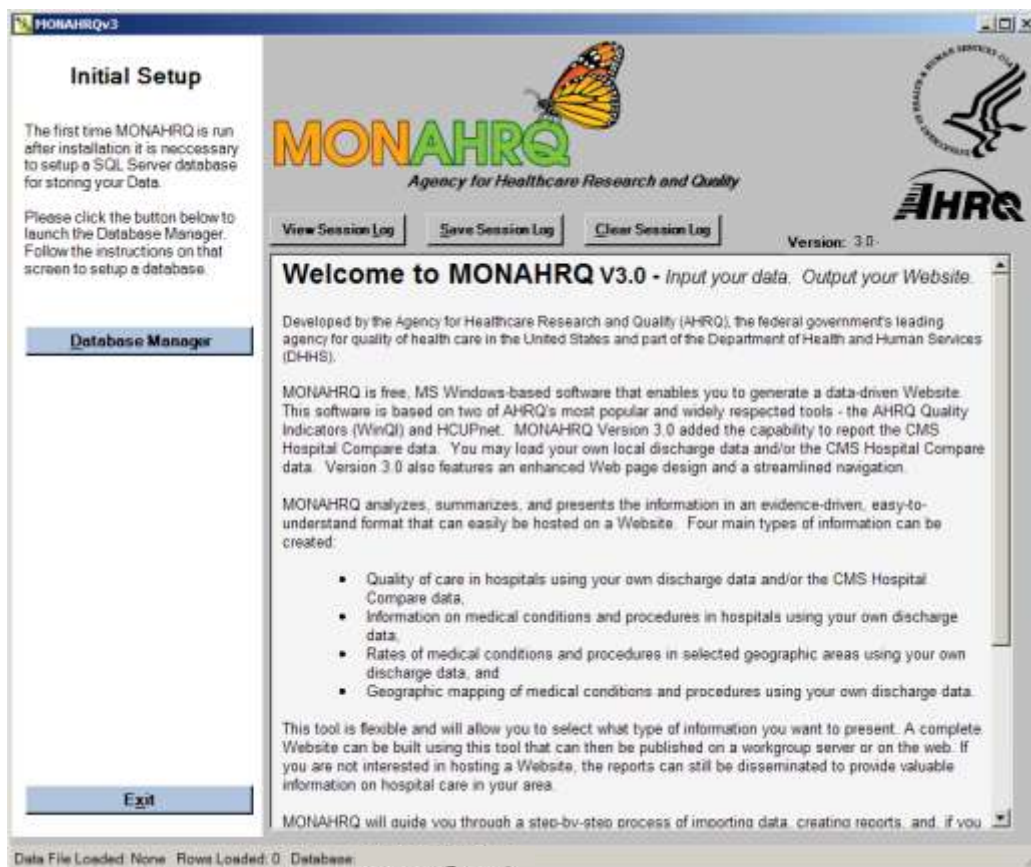 MONAHRQv3
Initial Setup
The first time MONAHRQ is run
after installation it is neccessary
to setup a SQL Server database
for storing your Data.
Please click the button below to
launch the Database Manager.
Follow the instructions on that
screen to setup a database.
Database Manager
Exit
MONAHRQ
Agency for Healthcare Research and Quality
AHRQ
View Session Log
Save Session Log
Clear Session Log
Version: 3.0
Welcome to MONAHRQ V3.0 - Input your data. Output your Website.
Developed by the Agency for Healthcare Research and Quality (AHRQ), the federal government's leading
agency for quality of health care in the United States and part of the Department of Health and Human Services
(DHHS).
MONAHRQ is free, MS Windows-based software that enables you to generate a data-driven Website.
This software is based on two of AHRQ's most popular and widely respected tools - the AHRQ Quality
Indicators (WinQI) and HCUPnet. MONAHRQ Version 3.0 added the capability to report the CMS
Hospital Compare data. You may load your own local discharge data and/or the CMS Hospital Compare
data. Version 3.0 also features an enhanced Web page design and a streamlined navigation.
MONAHRQ analyzes, summarizes, and presents the information in an evidence-driven, easy-to-
understand format that can easily be hosted on a Website. Four main types of information can be
created:
• Quality of care in hospitals using your own discharge data and/or the CMS Hospital
Compare data,
• Information on medical conditions and procedures in hospitals using your own discharge
data,
• Rates of medical conditions and procedures in selected geographic areas using your own
discharge data, and
• Geographic mapping of medical conditions and procedures using your own discharge data.
This tool is flexible and will allow you to select what type of information you want to present. A complete
Website can be built using this tool that can then be published on a workgroup server or on the web. If
you are not interested in hosting a Website, the reports can still be disseminated to provide valuable
information on hospital care in your area.
MONAHRQ will guide you through a step-by-step process of importing data, creating reports, and, if you
Data File Loaded: None Rows Loaded: 0 Database: